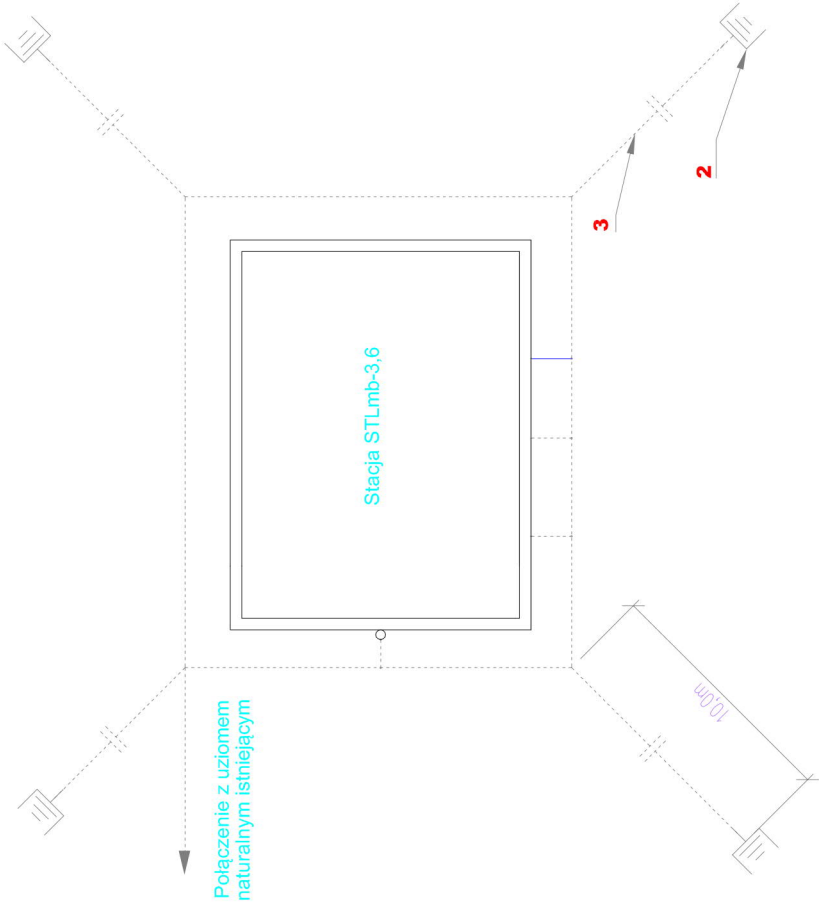 2
3
Stacja STLmb-3,6
10,0m
Połączenie z uziomem
naturalnym istniejącym